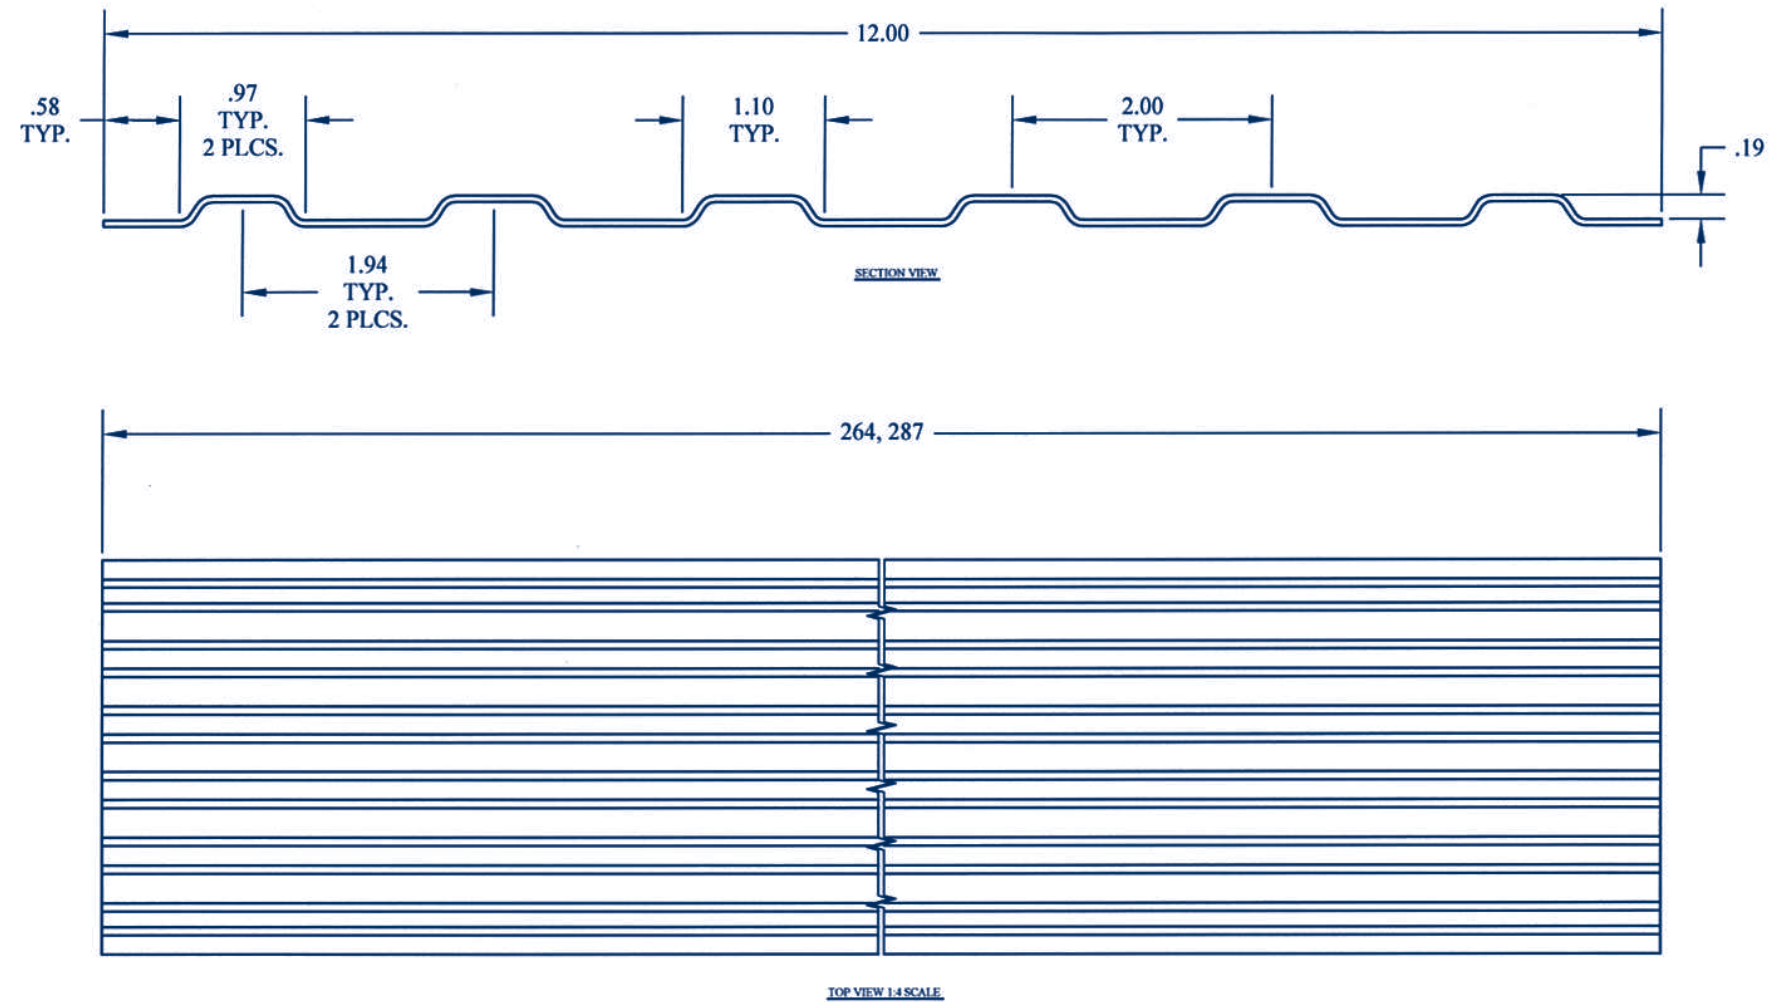 12.00
.58
TYP.
.97
TYP.
2 PLCS.
1.10
TYP.
2.00
TYP.
.19
1.94
TYP.
2 PLCS.
SECTION VIEW
264, 287
TOP VIEW 1:4 SCALE